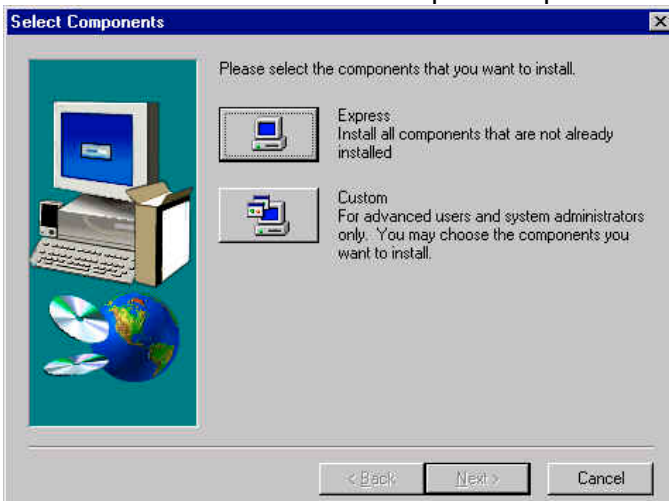 Select Components
Please select the components that you want to install.
Express
Install all components that are not already
installed
Custom
For advanced users and system administrators
only. You may choose the components you
want to install.
< Back
Next >
Cancel